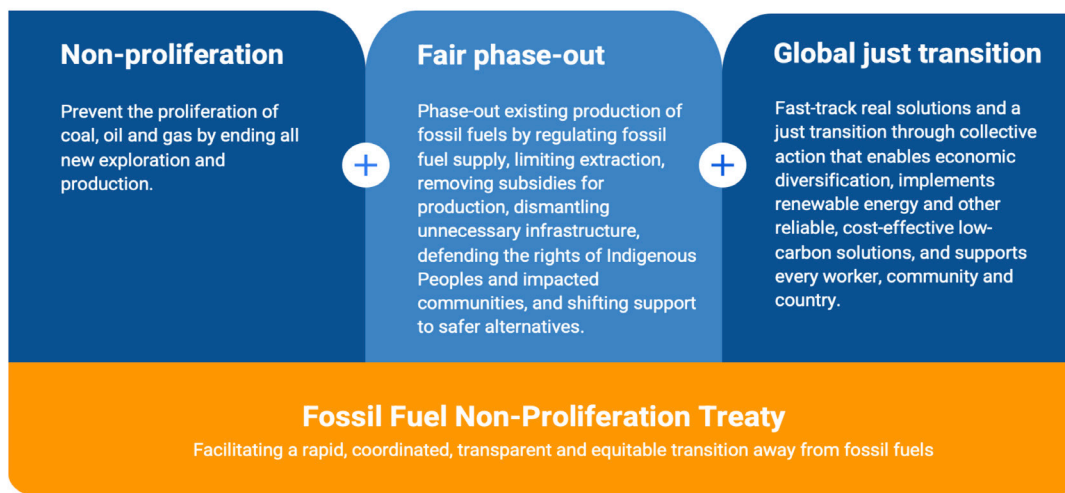 Non-proliferation
Prevent the proliferation of
coal, oil and gas by ending all
new exploration and
production.
Fair phase-out
Phase-out existing production of
fossil fuels by regulating fossil
fuel supply, limiting extraction,
removing subsidies for
production, dismantling
unnecessary infrastructure,
defending the rights of Indigenous
Peoples and impacted
communities, and shifting support
to safer alternatives.
Global just transition
Fast-track real solutions and a
just transition through collective
action that enables economic
diversification, implements
renewable energy and other
reliable, cost-effective low-
carbon solutions, and supports
every worker, community and
country.
Fossil Fuel Non-Proliferation Treaty
Facilitating a rapid, coordinated, transparent and equitable transition away from fossil fuels